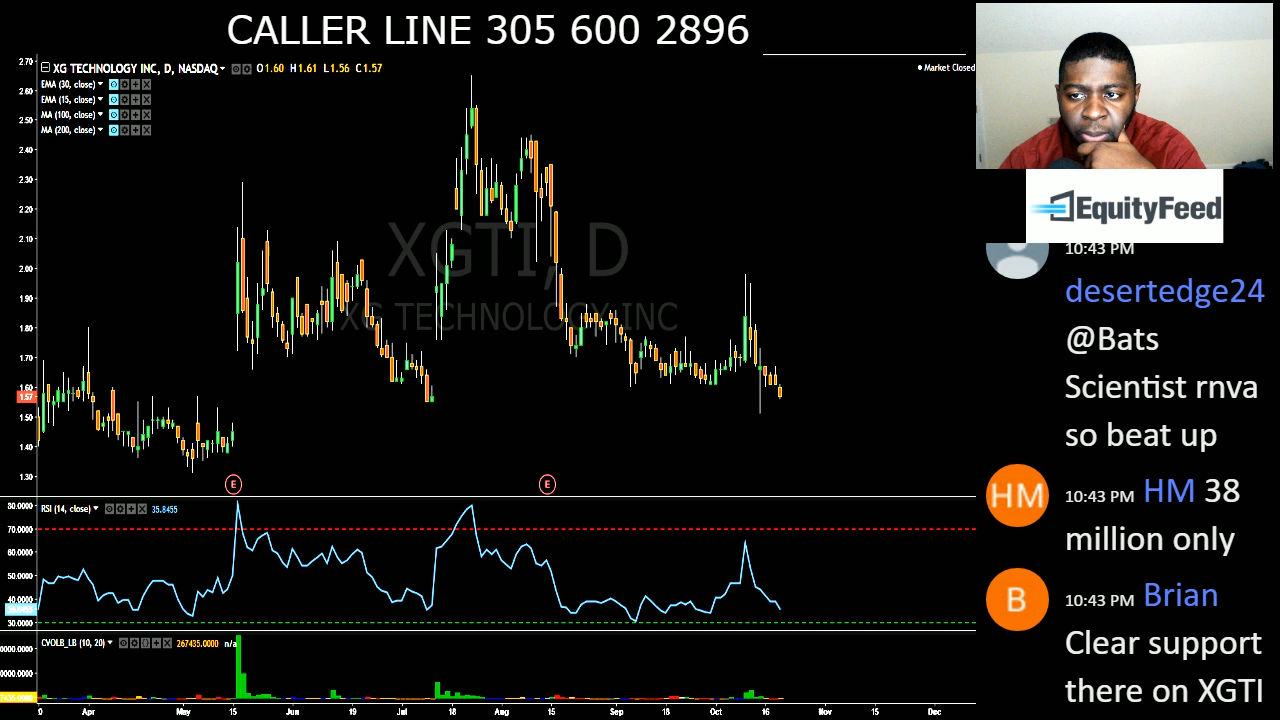 CALLER LINE 305 600 2896
XG TECHNOLOGY INC, D, NASDAQ O1.60 H1.61 L1.56 C1.57
Market Closed
EMA (30, close)
EMA (15, close)
MA (100, close)
MA (200, close)
2.70
2.60
2.50
2.40
2.30
2.20
2.10
2.00
1.90
1.80
1.70
1.60
1.57
1.50
1.40
1.30
XGTI, D
XG TECHNOLOGY INC
E
E
RSI (14, close) 35.8455
80.0000
70.0000
60.0000
50.0000
40.0000
30.0000
CVOLB_LB (10, 20) 267435.0000 n/a
0 Apr May 15 Jun 19 Jul 18 Aug 15 Sep 18 Oct 16 Nov 15 Dec
EquityFeed
10:43 PM
desertedge24
@Bats
Scientist rnva
so beat up
HM
10:43 PM HM 38
million only
B
10:43 PM Brian
Clear support
there on XGTI